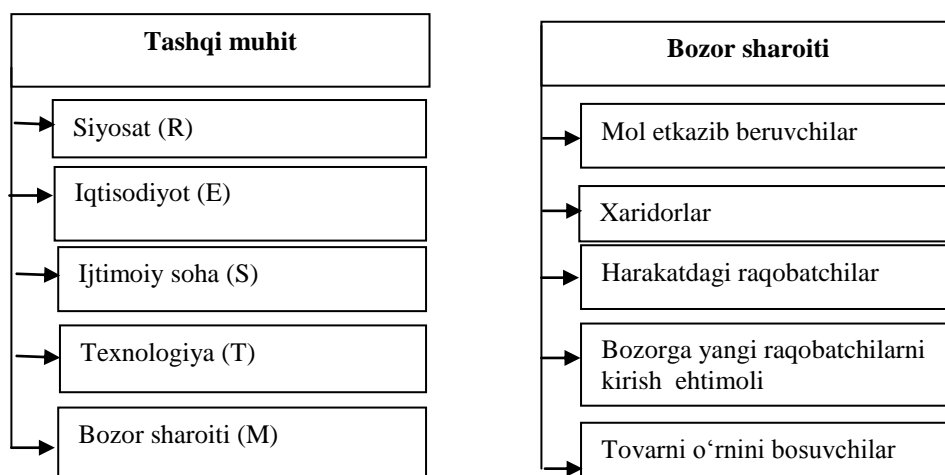 Tashqi muhit
Siyosat (R)
Iqtisodiyot (E)
Ijtimoiy soha (S)
Texnologiya (T)
Bozor sharoiti (M)
Bozor sharoiti
Mol etkazib beruvchilar
Xaridorlar
Harakatdagi raqobatchilar
Bozorga yangi raqobatchilarni
kirish ehtimoli
Tovarni o‘rnini bosuvchilar